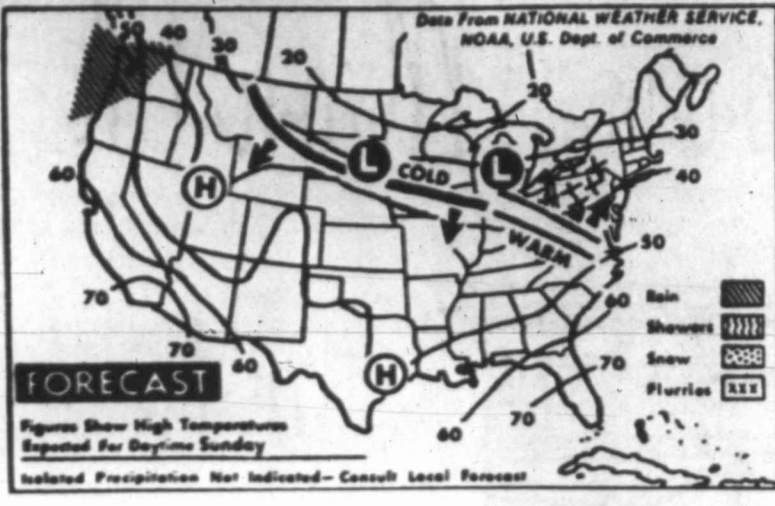 Data From NATIONAL WEATHER SERVICE,
NOAA, U.S. Dept. of Commerce
50 40 30 20
20
30
40
50
60
70
70
60
60
70
70
60
H
L
COLD
L
WARM
H
Rain
Showers
Snow
Flurries
FORECAST
Figures Show High Temperatures
Expected For Daytime Sunday
Isolated Precipitation Not Indicated— Consult Local Forecast